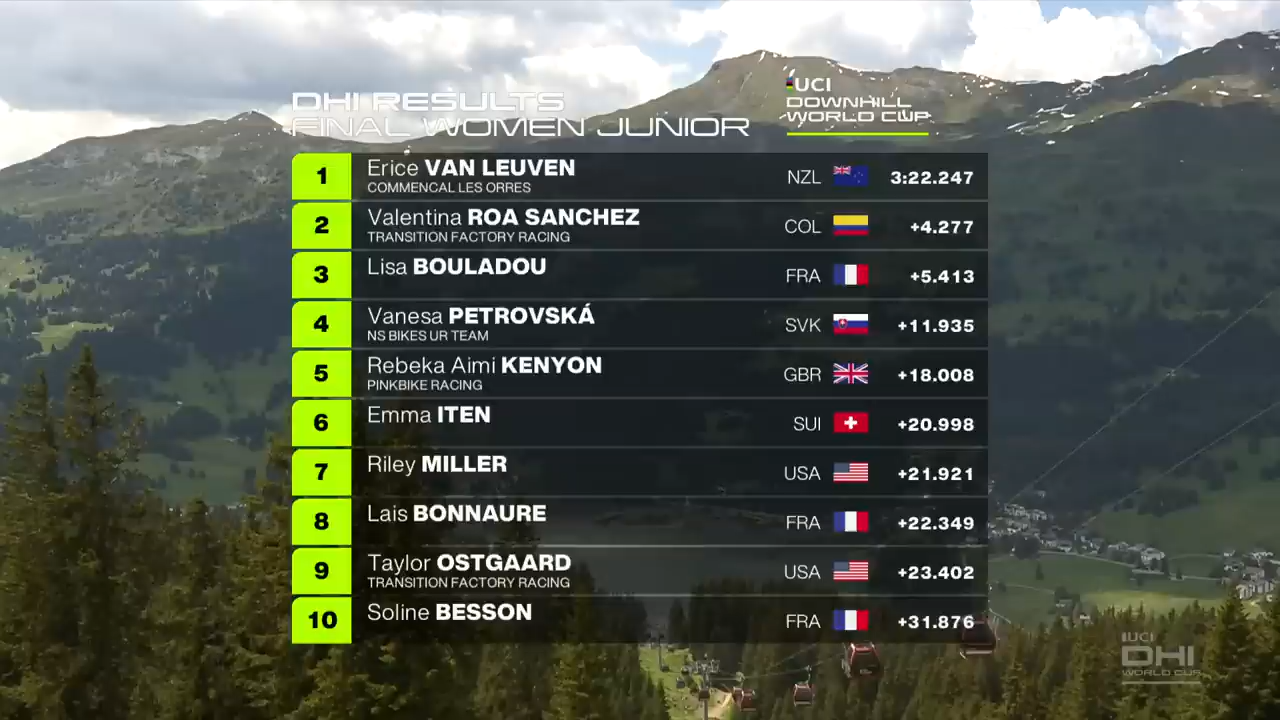 DHI RESULTS
FINAL WOMEN JUNIOR
UCI
DOWNHILL
WORLD CUP
1 Erice VAN LEUVEN NZL 3:22.247
COMMENCAL LES ORRES
2 Valentina ROA SANCHEZ COL +4.277
TRANSITION FACTORY RACING
3 Lisa BOULADOU FRA +5.413
4 Vanesa PETROVSKÁ SVK +11.935
NS BIKES UR TEAM
5 Rebeka Aimi KENYON GBR +18.008
PINKBIKE RACING
6 Emma ITEN SUI +20.998
7 Riley MILLER USA +21.921
8 Lais BONNAURE FRA +22.349
9 Taylor OSTGAARD USA +23.402
TRANSITION FACTORY RACING
10 Soline BESSON FRA +31.876
UCI
DHI
WORLD CUP